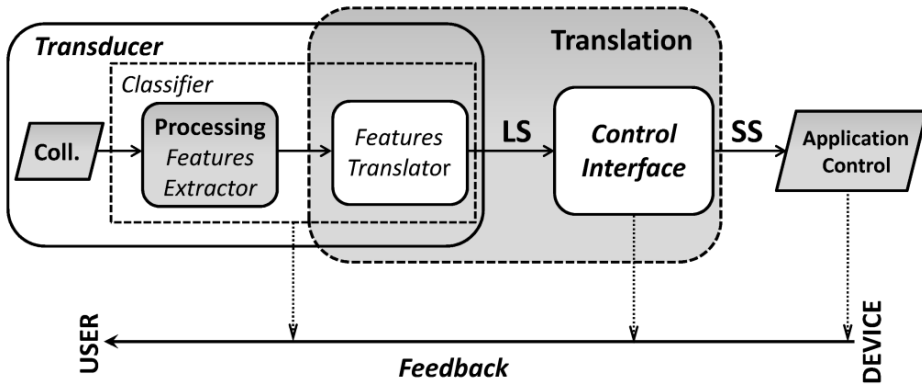 Transducer
Translation
Classifier
Coll.
Processing
Features
Extractor
Features
Translator
LS
Control
Interface
SS
Application
Control
USER
Feedback
DEVICE